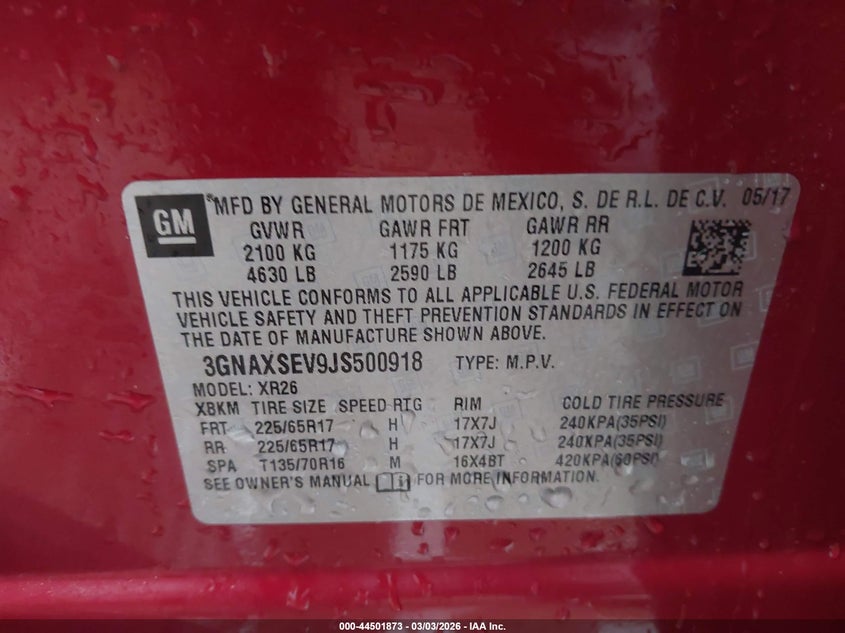 GM ®MFD BY GENERAL MOTORS DE MEXICO, S. DE R.L. DE C.V. 05/17
GVWR GAWR FRT GAWR RR
2100 KG 1175 KG 1200 KG
4630 LB 2590 LB 2645 LB
THIS VEHICLE CONFORMS TO ALL APPLICABLE U.S. FEDERAL MOTOR
VEHICLE SAFETY AND THEFT PREVENTION STANDARDS IN EFFECT ON
THE DATE OF MANUFACTURE SHOWN ABOVE.
3GNAXSEV9JS500918 TYPE: M.P.V.
MODEL: XR26
XBKM TIRE SIZE SPEED RTG RIM COLD TIRE PRESSURE
FRT 225/65R17 H 17X7J 240KPA(35PSI)
RR 225/65R17 H 17X7J 240KPA(35PSI)
SPA T135/70R16 M 16X4BT 420KPA(60PSI)
SEE OWNER'S MANUAL FOR MORE INFORMATION
000-44501873 - 03/03/2026 - IAA Inc.